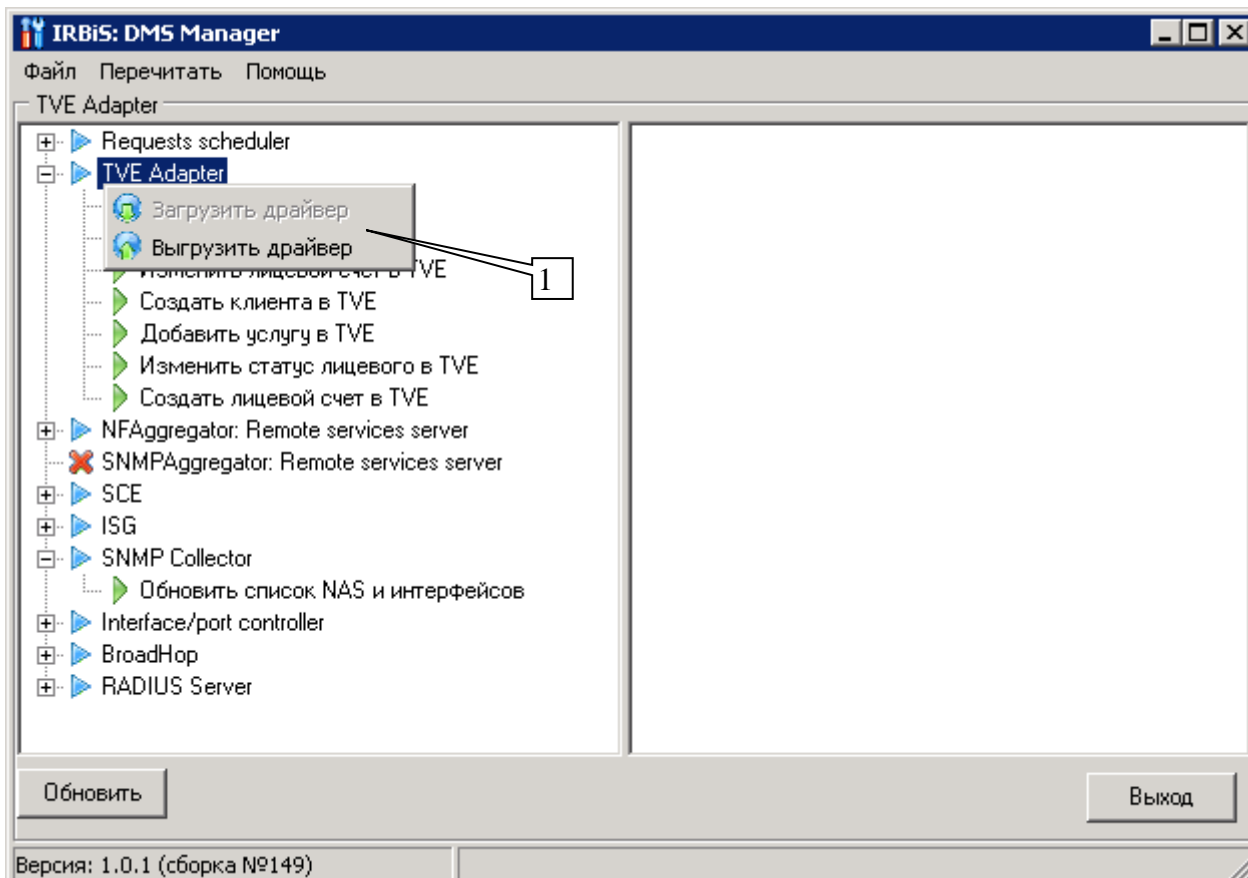 IRBiS: DMS Manager
Файл Перечитать Помощь
TVE Adapter
Requests scheduler
TVE Adapter
Загрузить драйвер
Выгрузить драйвер
Изменить лицевой счет в TVE
1
Создать клиента в TVE
Добавить услугу в TVE
Изменить статус лицевого в TVE
Создать лицевой счет в TVE
NFAggregator: Remote services server
SNMPAggregator: Remote services server
SCE
ISG
SNMP Collector
Обновить список NAS и интерфейсов
Interface/port controller
BroadHop
RADIUS Server
Обновить
Выход
Версия: 1.0.1 (сборка №149)